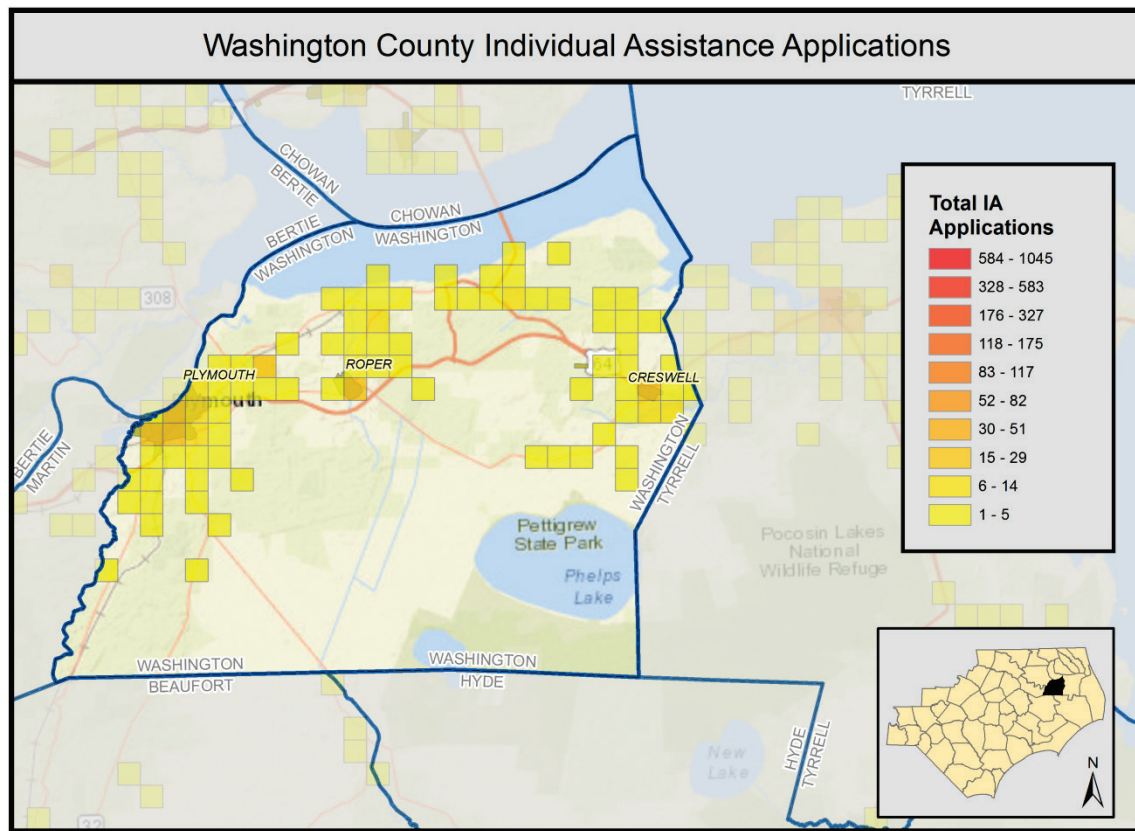 Washington County Individual Assistance Applications
TYRRELL
CHOWAN
BERTIE
CHOWAN
WASHINGTON
BERTIE
WASHINGTON
308
Total IA
Applications
584 - 1045
328 - 583
176 - 327
118 - 175
83 - 117
52 - 82
30 - 51
15 - 29
6 - 14
1 - 5
PLYMOUTH
ROPER
64
CRESWELL
BERTIE
MARTIN
WASHINGTON
TYRRELL
Pettigrew
State Park
Phelps
Lake
Pocosin Lakes
National
Wildlife Refuge
WASHINGTON
BEAUFORT
WASHINGTON
HYDE
HYDE
TYRRELL
New
Lake
32
N